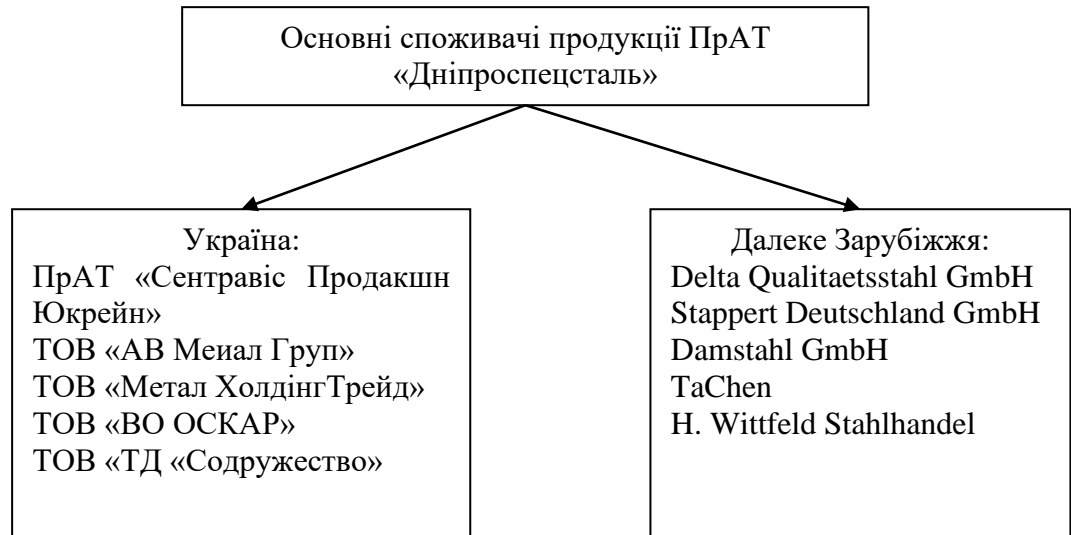 Основні споживачі продукції ПрАТ
«Дніпроспецсталь»
Україна:
ПрАТ «Сентравіс Продакшн
Юкрейн»
ТОВ «АВ Меиал Груп»
ТОВ «Метал ХолдінгТрейд»
ТОВ «ВО ОСКАР»
ТОВ «ТД «Содружество»
Далеке Зарубіжжя:
Delta Qualitaetsstahl GmbH
Stappert Deutschland GmbH
Damstahl GmbH
TaChen
H. Wittfeld Stahlhandel